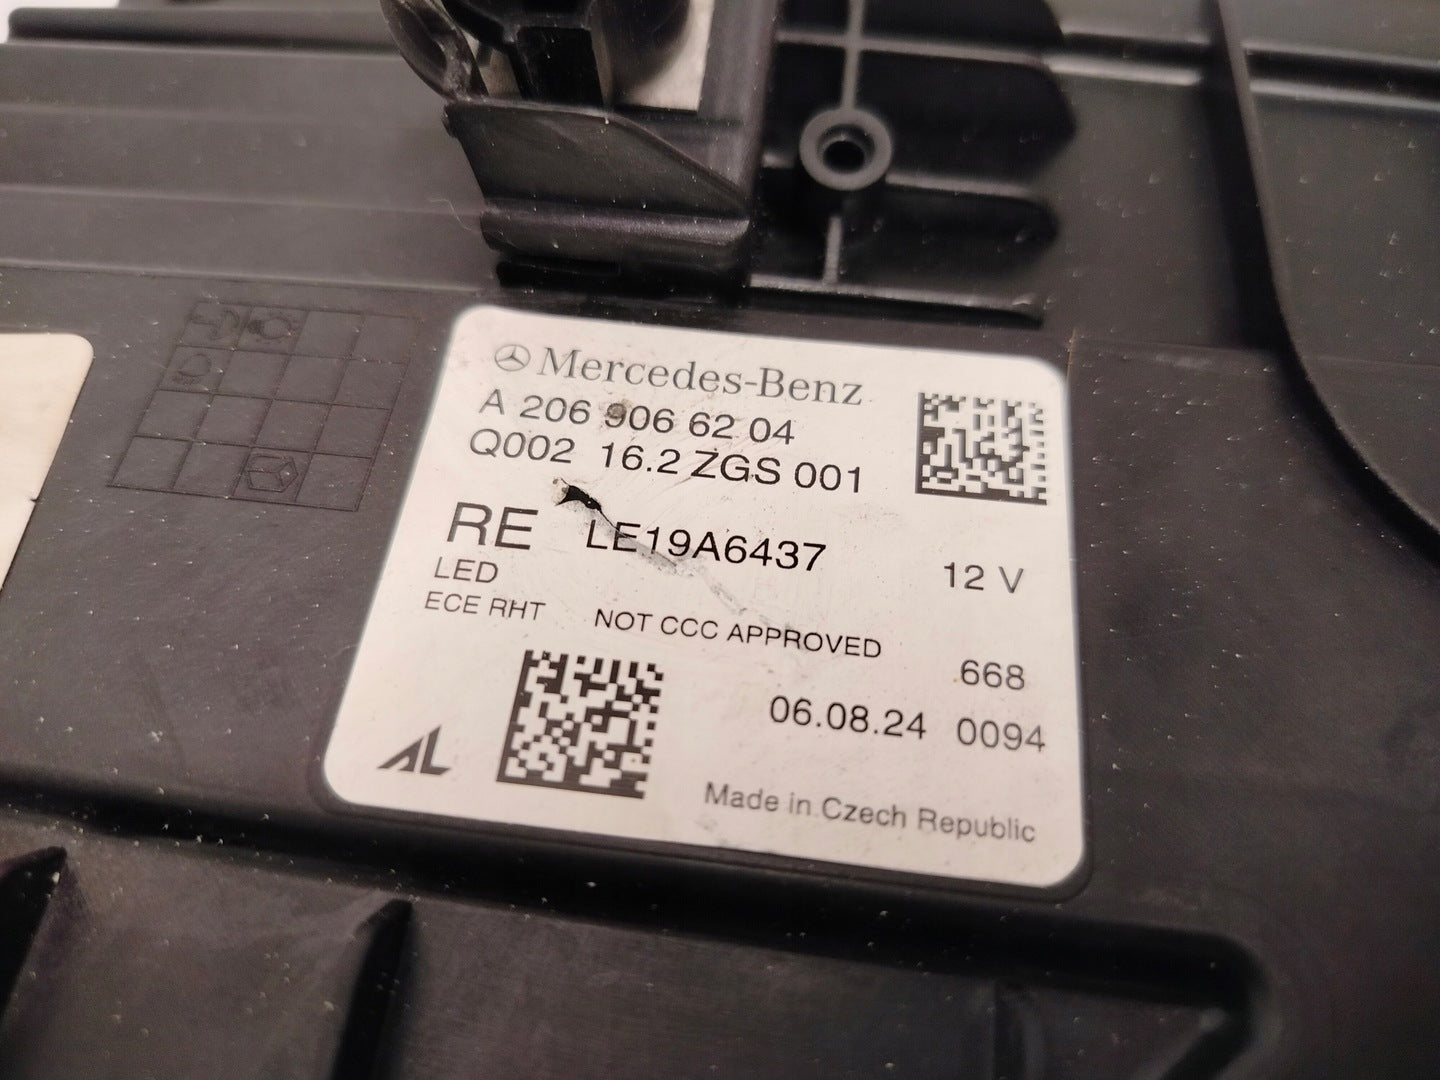 Mercedes-Benz
A 206 906 62 04
Q002 16.2 ZGS 001
RE LE19A6437 12 V
LED
ECE RHT NOT CCC APPROVED
668
06.08.24 0094
AL
Made in Czech Republic